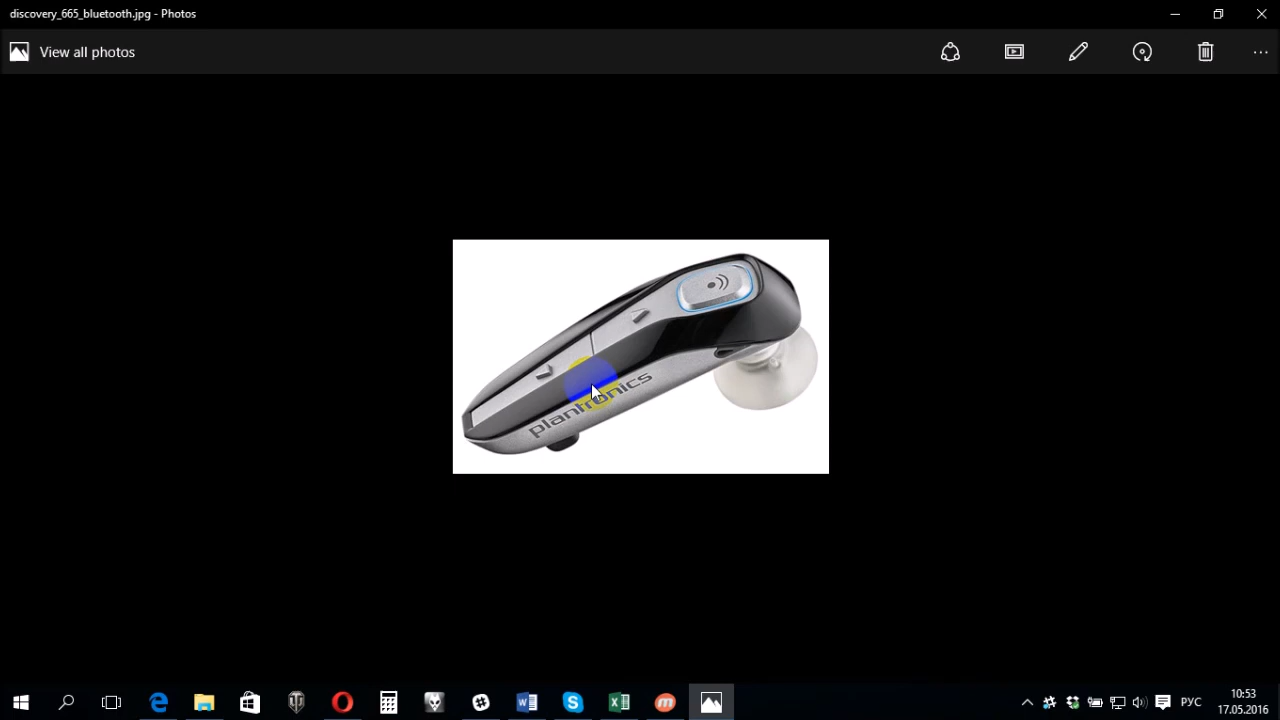 discovery_665_bluetooth.jpg - Photos
View all photos
plantronics
РУС
10:53
17.05.2016